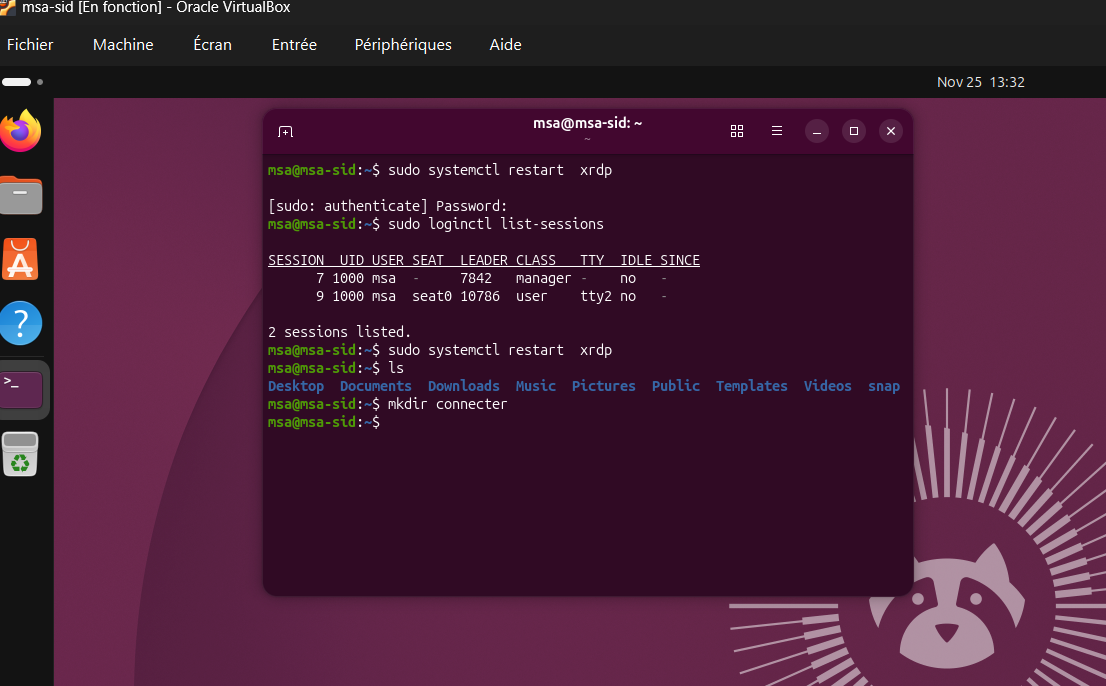 msa-sid [En fonction] - Oracle VirtualBox
Fichier Machine Écran Entrée Périphériques Aide
Nov 25 13:32
msa@msa-sid: ~
~
msa@msa-sid:~$ sudo systemctl restart  xrdp
[sudo: authenticate] Password:
msa@msa-sid:~$ sudo loginctl list-sessions
SESSION  UID USER SEAT  LEADER CLASS   TTY  IDLE SINCE
      7 1000 msa  -     7842   manager -    no   -
      9 1000 msa  seat0 10786  user    tty2 no   -
2 sessions listed.
msa@msa-sid:~$ sudo systemctl restart  xrdp
msa@msa-sid:~$ ls
Desktop  Documents  Downloads  Music  Pictures  Public  Templates  Videos  snap
msa@msa-sid:~$ mkdir connecter
msa@msa-sid:~$